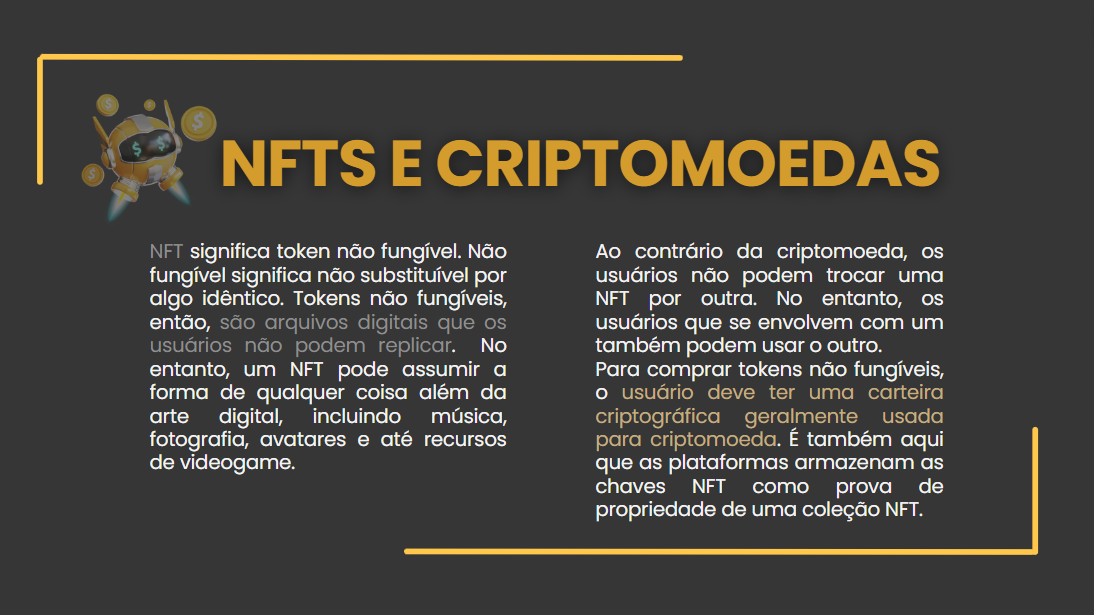 NFTS E CRIPTOMOEDAS
NFT significa token não fungível. Não
fungível significa não substituível por
algo idêntico. Tokens não fungíveis,
então, são arquivos digitais que os
usuários não podem replicar. No
entanto, um NFT pode assumir a
forma de qualquer coisa além da
arte digital, incluindo música,
fotografia, avatares e até recursos
de videogame.
Ao contrário da criptomoeda, os
usuários não podem trocar uma
NFT por outra. No entanto, os
usuários que se envolvem com um
também podem usar o outro.
Para comprar tokens não fungíveis,
o usuário deve ter uma carteira
criptográfica geralmente usada
para criptomoeda. É também aqui
que as plataformas armazenam as
chaves NFT como prova de
propriedade de uma coleção NFT.